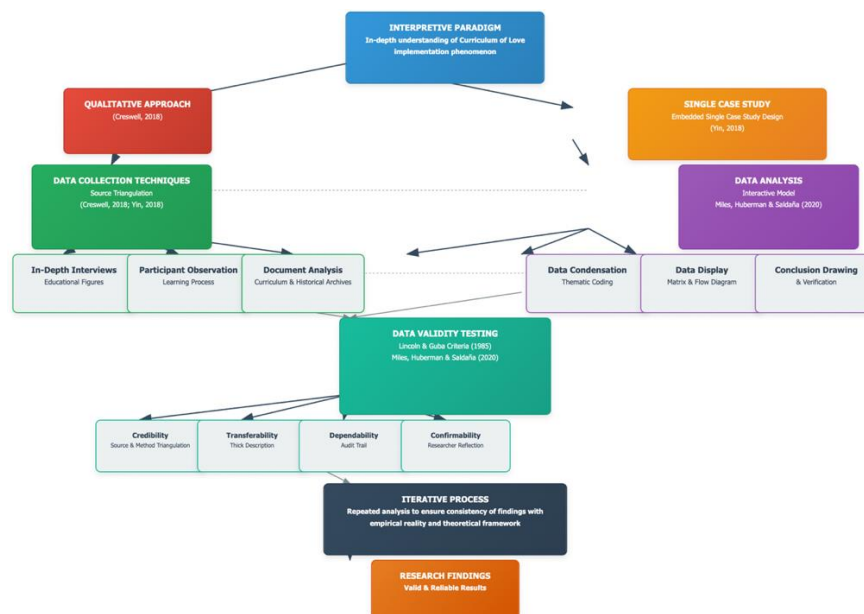 INTERPRETIVE PARADIGM
In-depth understanding of Curriculum of Love
implementation phenomenon
QUALITATIVE APPROACH
(Creswell, 2018)
SINGLE CASE STUDY
Embedded Single Case Study Design
(Yin, 2018)
DATA COLLECTION TECHNIQUES
Source Triangulation
(Creswell, 2018; Yin, 2018)
DATA ANALYSIS
Interactive Model
Miles, Huberman & Saldaña (2020)
In-Depth Interviews
Educational Figures
Participant Observation
Learning Process
Document Analysis
Curriculum & Historical Archives
Data Condensation
Thematic Coding
Data Display
Matrix & Flow Diagram
Conclusion Drawing
& Verification
DATA VALIDITY TESTING
Lincoln & Guba Criteria (1985)
Miles, Huberman & Saldaña (2020)
Credibility
Source & Method Triangulation
Transferability
Thick Description
Dependability
Audit Trail
Confirmability
Researcher Reflection
ITERATIVE PROCESS
Repeated analysis to ensure consistency of findings with
empirical reality and theoretical framework
RESEARCH FINDINGS
Valid & Reliable Results